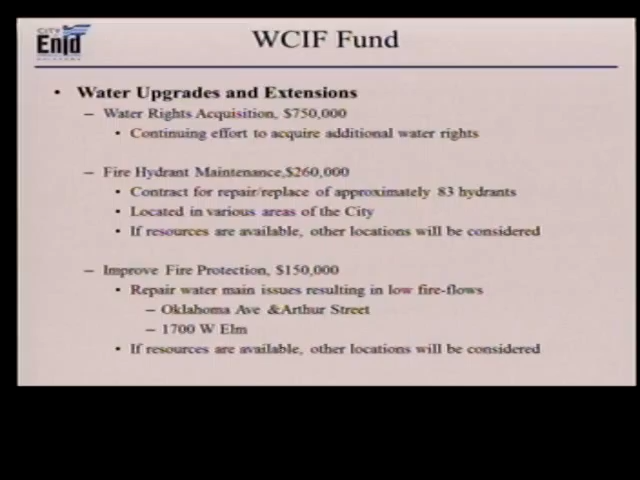 CITY
Enid
WCIF Fund
• Water Upgrades and Extensions
– Water Rights Acquisition, $750,000
• Continuing effort to acquire additional water rights
– Fire Hydrant Maintenance,$260,000
• Contract for repair/replace of approximately 83 hydrants
• Located in various areas of the City
• If resources are available, other locations will be considered
– Improve Fire Protection, $150,000
• Repair water main issues resulting in low fire-flows
– Oklahoma Ave &Arthur Street
– 1700 W Elm
• If resources are available, other locations will be considered